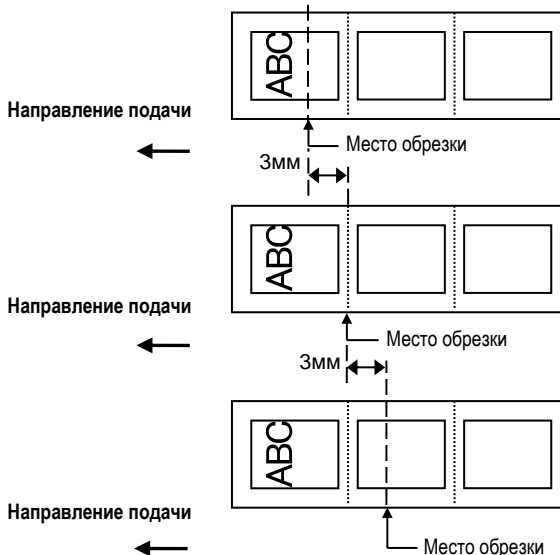 ABC
Направление подачи
Место обрезки
3мм
ABC
Направление подачи
Место обрезки
3мм
ABC
Направление подачи
Место обрезки